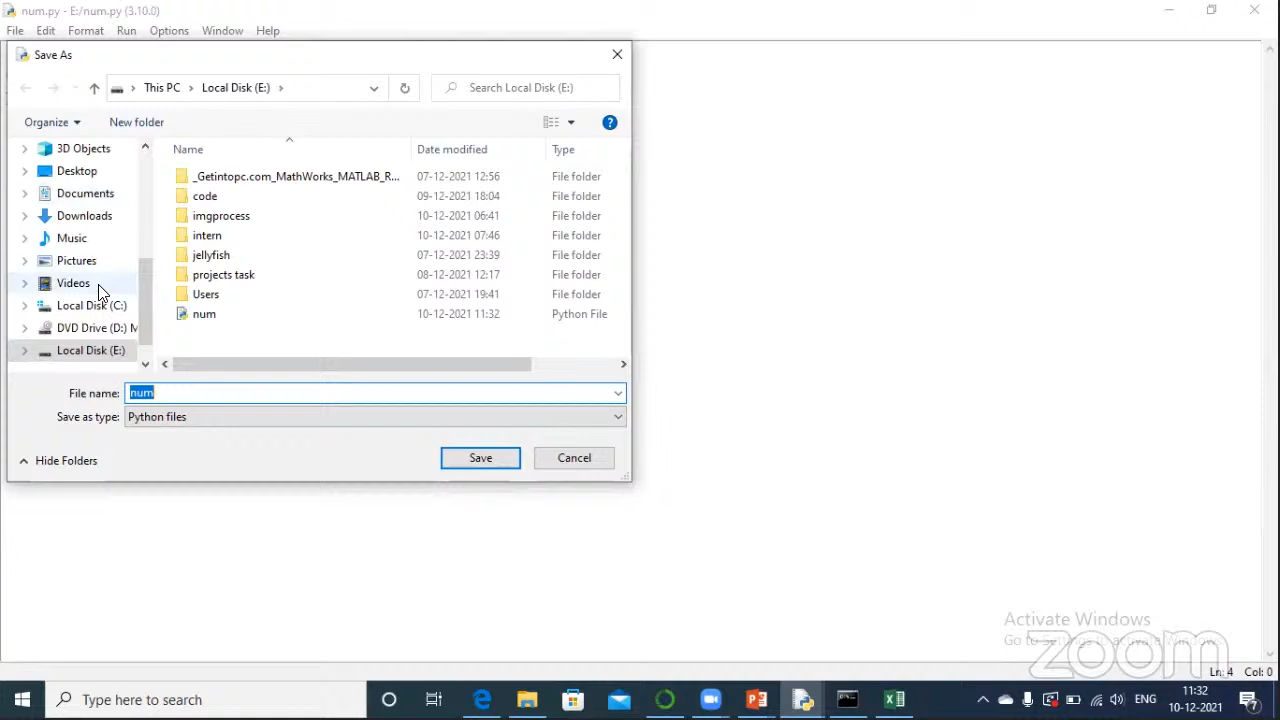 num.py - E:/num.py (3.10.0)
File Edit Format Run Options Window Help
Save As
This PC Local Disk (E:)
Search Local Disk (E:)
Organize New folder
Name Date modified Type
3D Objects
Desktop
Documents
Downloads
Music
Pictures
Videos
Local Disk (C:)
DVD Drive (D:) M
Local Disk (E:)
_Getintopc.com_MathWorks_MATLAB_R... 07-12-2021 12:56 File folder
code 09-12-2021 18:04 File folder
imgprocess 10-12-2021 06:41 File folder
intern 10-12-2021 07:46 File folder
jellyfish 07-12-2021 23:39 File folder
projects task 08-12-2021 12:17 File folder
Users 07-12-2021 19:41 File folder
num 10-12-2021 11:32 Python File
File name: num
Save as type: Python files
Hide Folders Save Cancel
Activate Windows
Go to Settings to activate Windows.
zoom
Ln: 4 Col: 0
Type here to search
ENG
11:32
10-12-2021
7